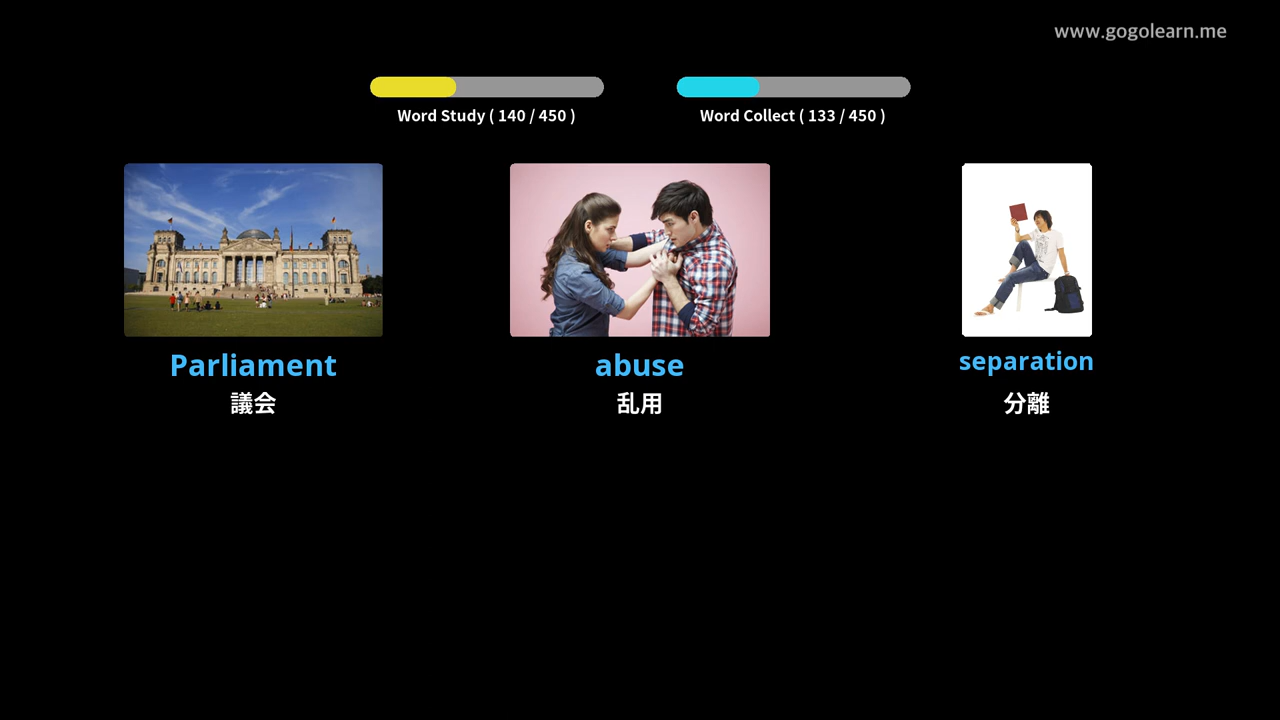 www.gogolearn.me
Word Study ( 140 / 450 )
Word Collect ( 133 / 450 )
Parliament
abuse
separation
議会
乱用
分離